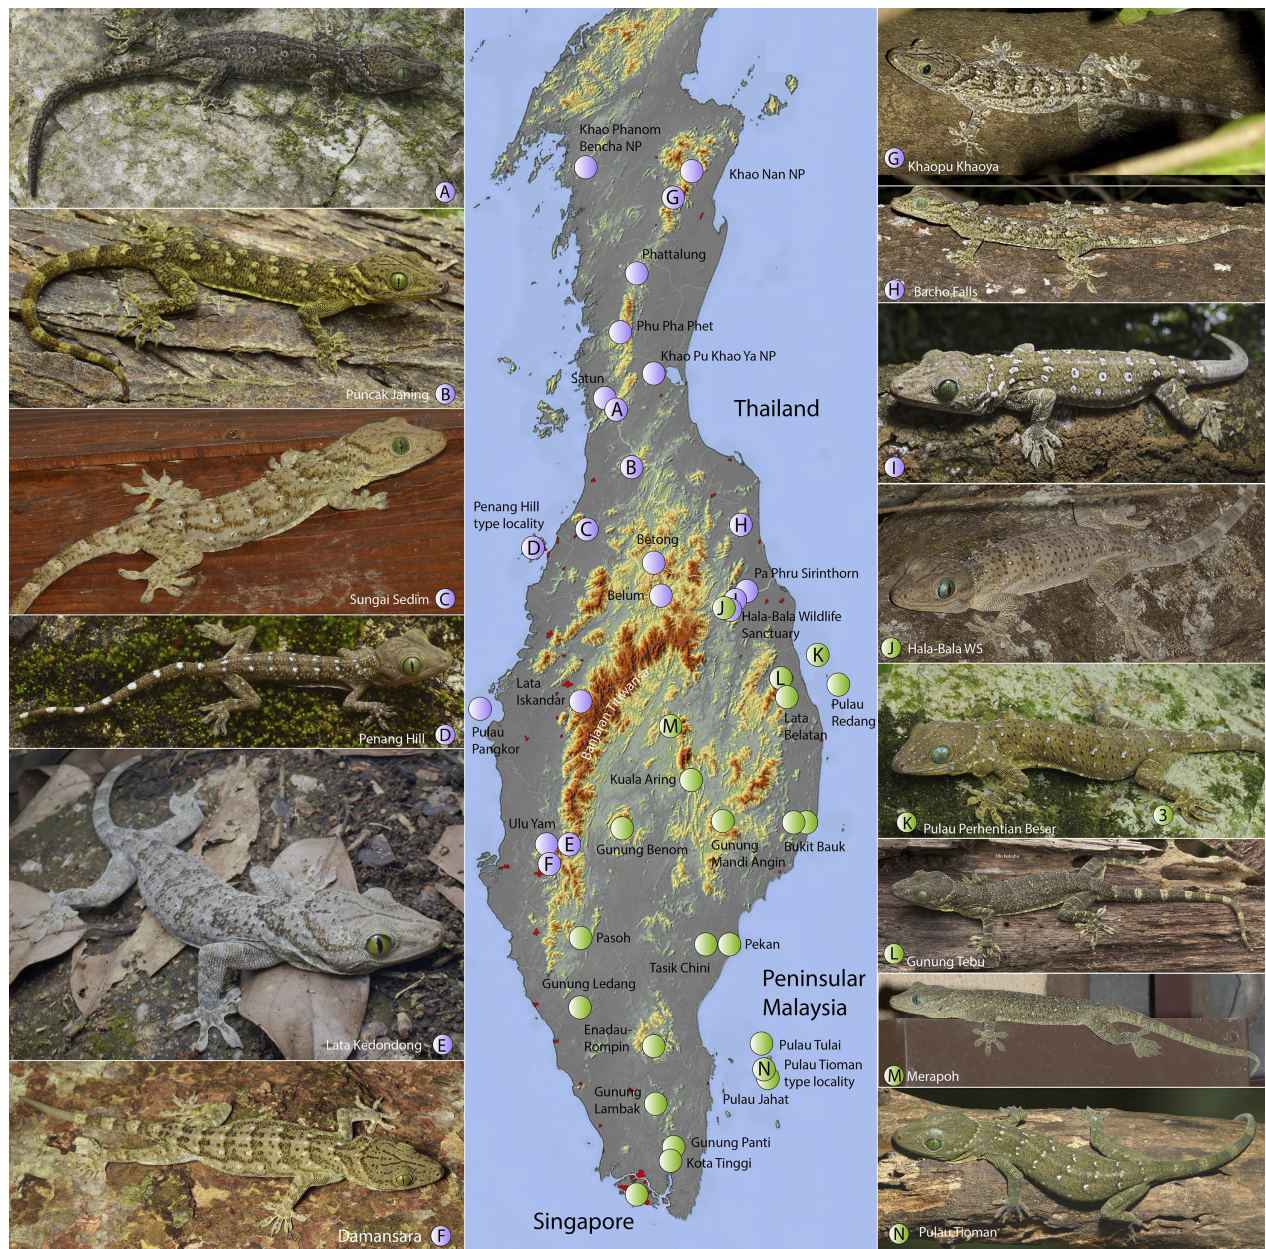 A
Puncak Janing B
Sungai Sedim C
Penang Hill D
Lata Kedondong E
Damansara F
Khao Phanom
Bencha NP
Khao Nan NP
G
Phattalung
Phu Pha Phet
Khao Pu Khao Ya NP
Satun
A
Thailand
B
Penang Hill
type locality
C
D
H
Betong
Pa Phru Sirinthorn
Belum
I
J
Hala-Bala Wildlife
Sanctuary
K
L
Lata
Iskandar
Pulau
Redang
Lata
Belatan
Pulau
Pangkor
Banjaran Titiwangsa
M
Kuala Aring
Ulu Yam
E
F
Gunung Benom
Gunung
Mandi Angin
Bukit Bauk
Pasoh
Pekan
Tasik Chini
Gunung Ledang
Peninsular
Malaysia
Enadau-
Rompin
Pulau Tulai
N
Pulau Tioman
type locality
Pulau Jahat
Gunung
Lambak
Gunung Panti
Kota Tinggi
Singapore
G Khaopu Khaoya
H Bacho Falls
I
J Hala-Bala WS
3
K Pulau Perhentian Besar
L Gunung Tebu
M Merapoh
N Pulau Tioman